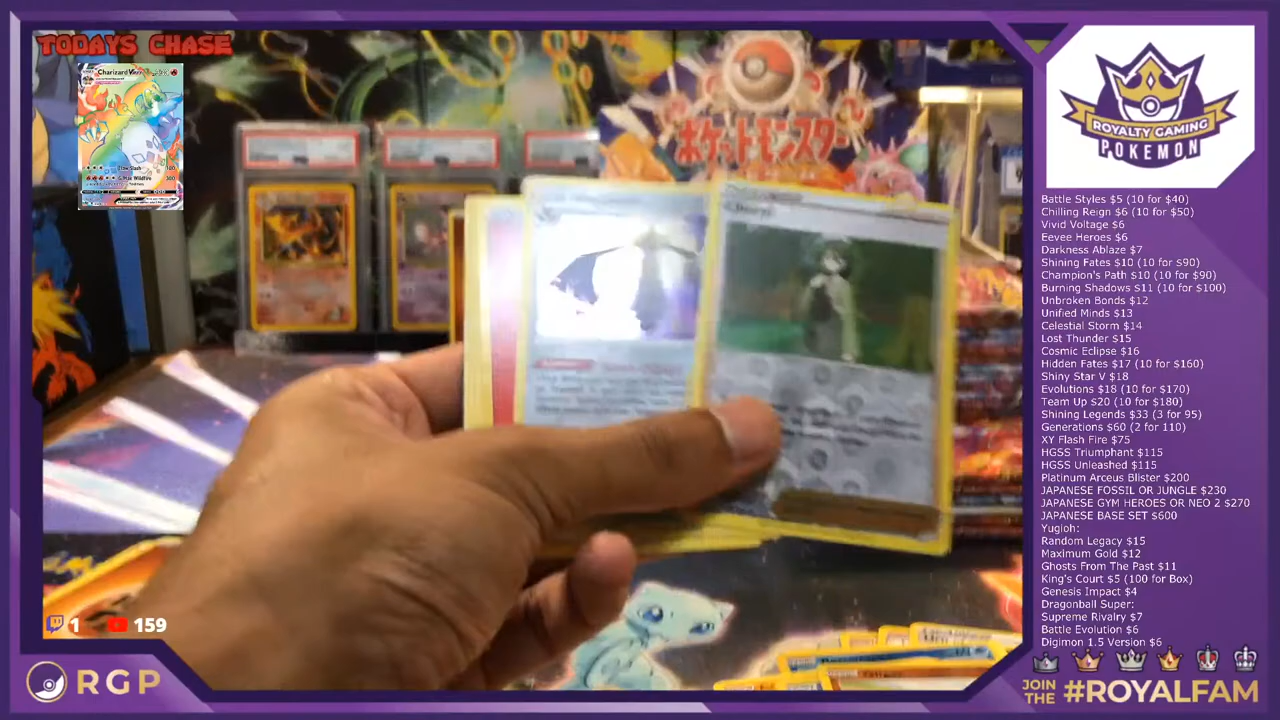 TODAYS CHASE
Charizard
G-Max Wildfire 300
ポケットモンスター
1
159
RGP
ROYALTY GAMING
POKEMON
Battle Styles $5 (10 for $40)
Chilling Reign $6 (10 for $50)
Vivid Voltage $6
Eevee Heroes $6
Darkness Ablaze $7
Shining Fates $10 (10 for $90)
Champion's Path $10 (10 for $90)
Burning Shadows $11 (10 for $100)
Unbroken Bonds $12
Unified Minds $13
Celestial Storm $14
Lost Thunder $15
Cosmic Eclipse $16
Hidden Fates $17 (10 for $160)
Shiny Star V $18
Evolutions $18 (10 for $170)
Team Up $20 (10 for $180)
Shining Legends $33 (3 for 95)
Generations $60 (2 for 110)
XY Flash Fire $75
HGSS Triumphant $115
HGSS Unleashed $115
Platinum Arceus Blister $200
JAPANESE FOSSIL OR JUNGLE $230
JAPANESE GYM HEROES OR NEO 2 $270
JAPANESE BASE SET $600
Yugioh:
Random Legacy $15
Maximum Gold $12
Ghosts From The Past $11
King's Court $5 (100 for Box)
Genesis Impact $4
Dragonball Super:
Supreme Rivalry $7
Battle Evolution $6
Digimon 1.5 Version $6
JOIN
THE #ROYALFAM